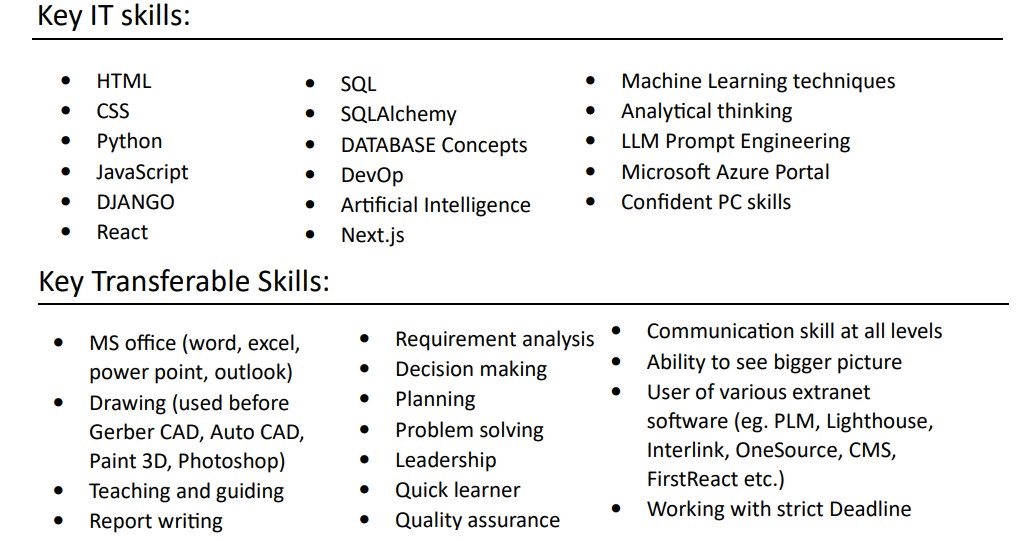 Key IT skills:
• HTML
• CSS
• Python
• JavaScript
• DJANGO
• React
• SQL
• SQLAlchemy
• DATABASE Concepts
• DevOp
• Artificial Intelligence
• Next.js
• Machine Learning techniques
• Analytical thinking
• LLM Prompt Engineering
• Microsoft Azure Portal
• Confident PC skills
Key Transferable Skills:
• MS office (word, excel,
power point, outlook)
• Drawing (used before
Gerber CAD, Auto CAD,
Paint 3D, Photoshop)
• Teaching and guiding
• Report writing
• Requirement analysis
• Decision making
• Planning
• Problem solving
• Leadership
• Quick learner
• Quality assurance
• Communication skill at all levels
• Ability to see bigger picture
• User of various extranet
software (eg. PLM, Lighthouse,
Interlink, OneSource, CMS,
FirstReact etc.)
• Working with strict Deadline